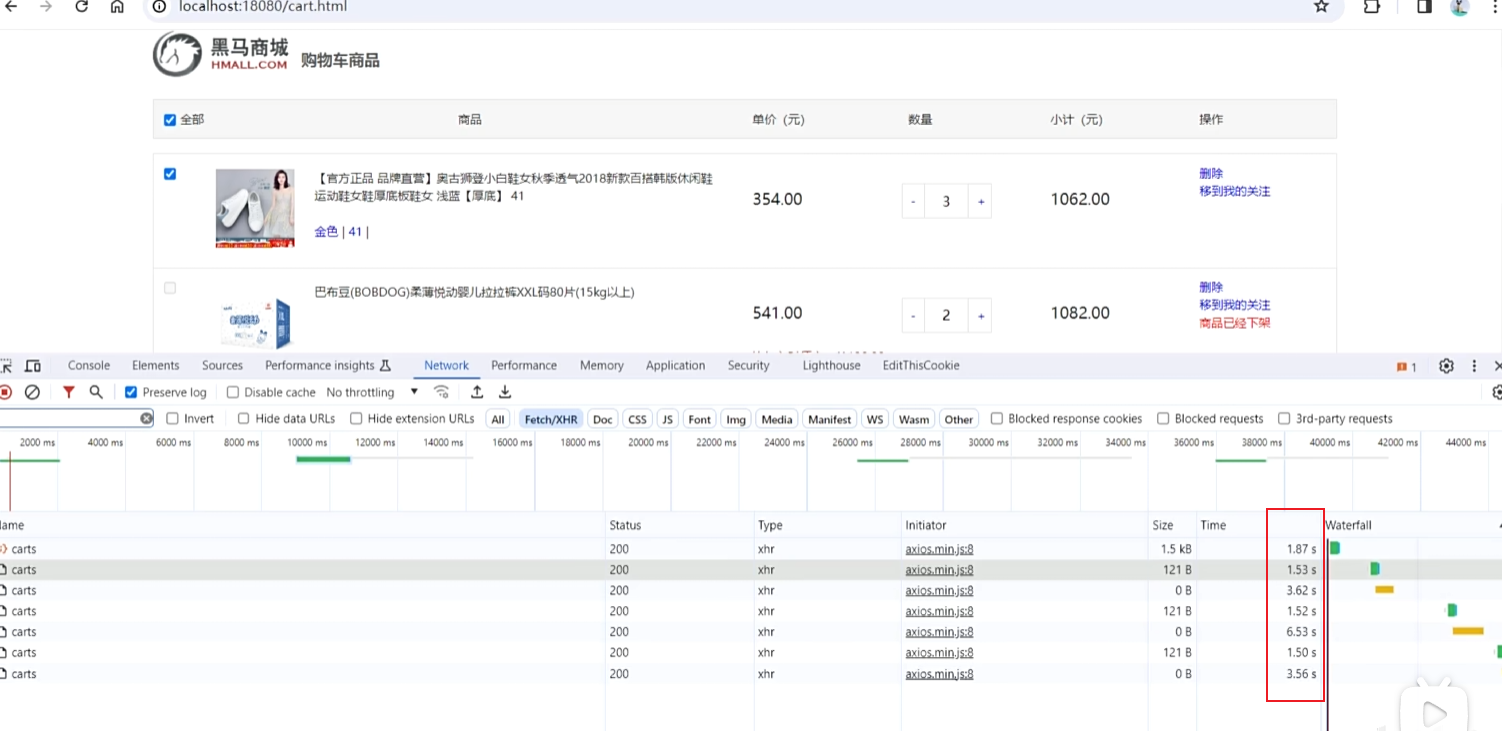 localhost:18080/cart.html
黑马商城
HMALL.COM
购物车商品
全部 商品 单价（元） 数量 小计（元） 操作
【官方正品 品牌直营】奥古狮登小白鞋女秋季透气2018新款百搭韩版休闲鞋
运动鞋女鞋厚底板鞋女 浅蓝【厚底】 41
金色 | 41 |
354.00 - 3 + 1062.00
删除
移到我的关注
巴布豆(BOBDOG)柔薄悦动婴儿拉拉裤XXL码80片(15kg以上)
541.00 - 2 + 1082.00
删除
移到我的关注
商品已经下架
Console Elements Sources Performance insights Network Performance Memory Application Security Lighthouse EditThisCookie 1
Preserve log Disable cache No throttling
Invert Hide data URLs Hide extension URLs All Fetch/XHR Doc CSS JS Font Img Media Manifest WS Wasm Other Blocked response cookies Blocked requests 3rd-party requests
2000 ms 4000 ms 6000 ms 8000 ms 10000 ms 12000 ms 14000 ms 16000 ms 18000 ms 20000 ms 22000 ms 24000 ms 26000 ms 28000 ms 30000 ms 32000 ms 34000 ms 36000 ms 38000 ms 40000 ms 42000 ms 44000 ms
ame Status Type Initiator Size Time Waterfall
carts 200 xhr axios.min.js:8 1.5 kB 1.87 s
carts 200 xhr axios.min.js:8 121 B 1.53 s
carts 200 xhr axios.min.js:8 0 B 3.62 s
carts 200 xhr axios.min.js:8 121 B 1.52 s
carts 200 xhr axios.min.js:8 0 B 6.53 s
carts 200 xhr axios.min.js:8 121 B 1.50 s
carts 200 xhr axios.min.js:8 0 B 3.56 s